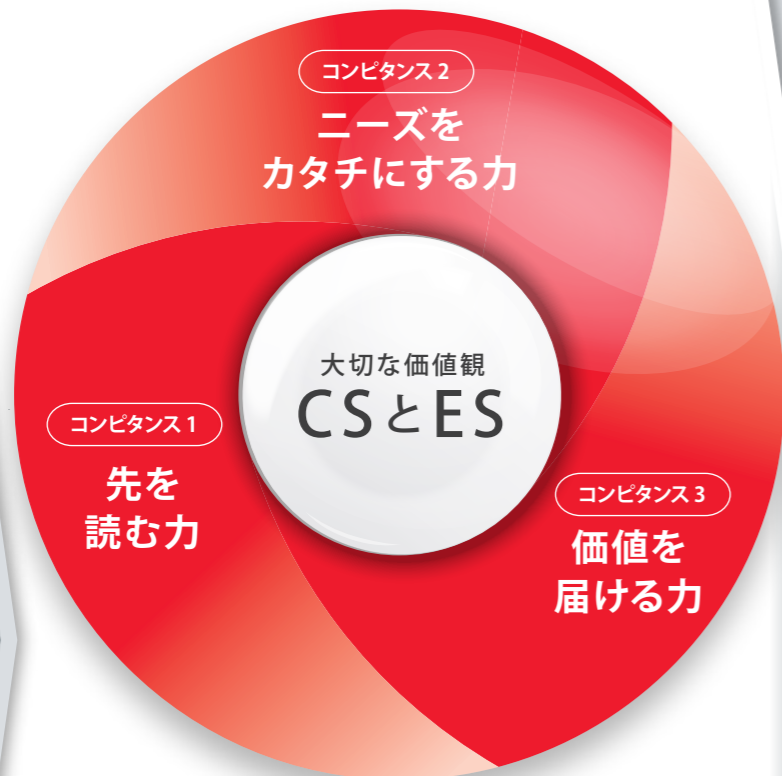 コンピタンス 2
ニーズを
カタチにする力
大切な価値観
CSとES
コンピタンス 1
先を
読む力
コンピタンス 3
価値を
届ける力